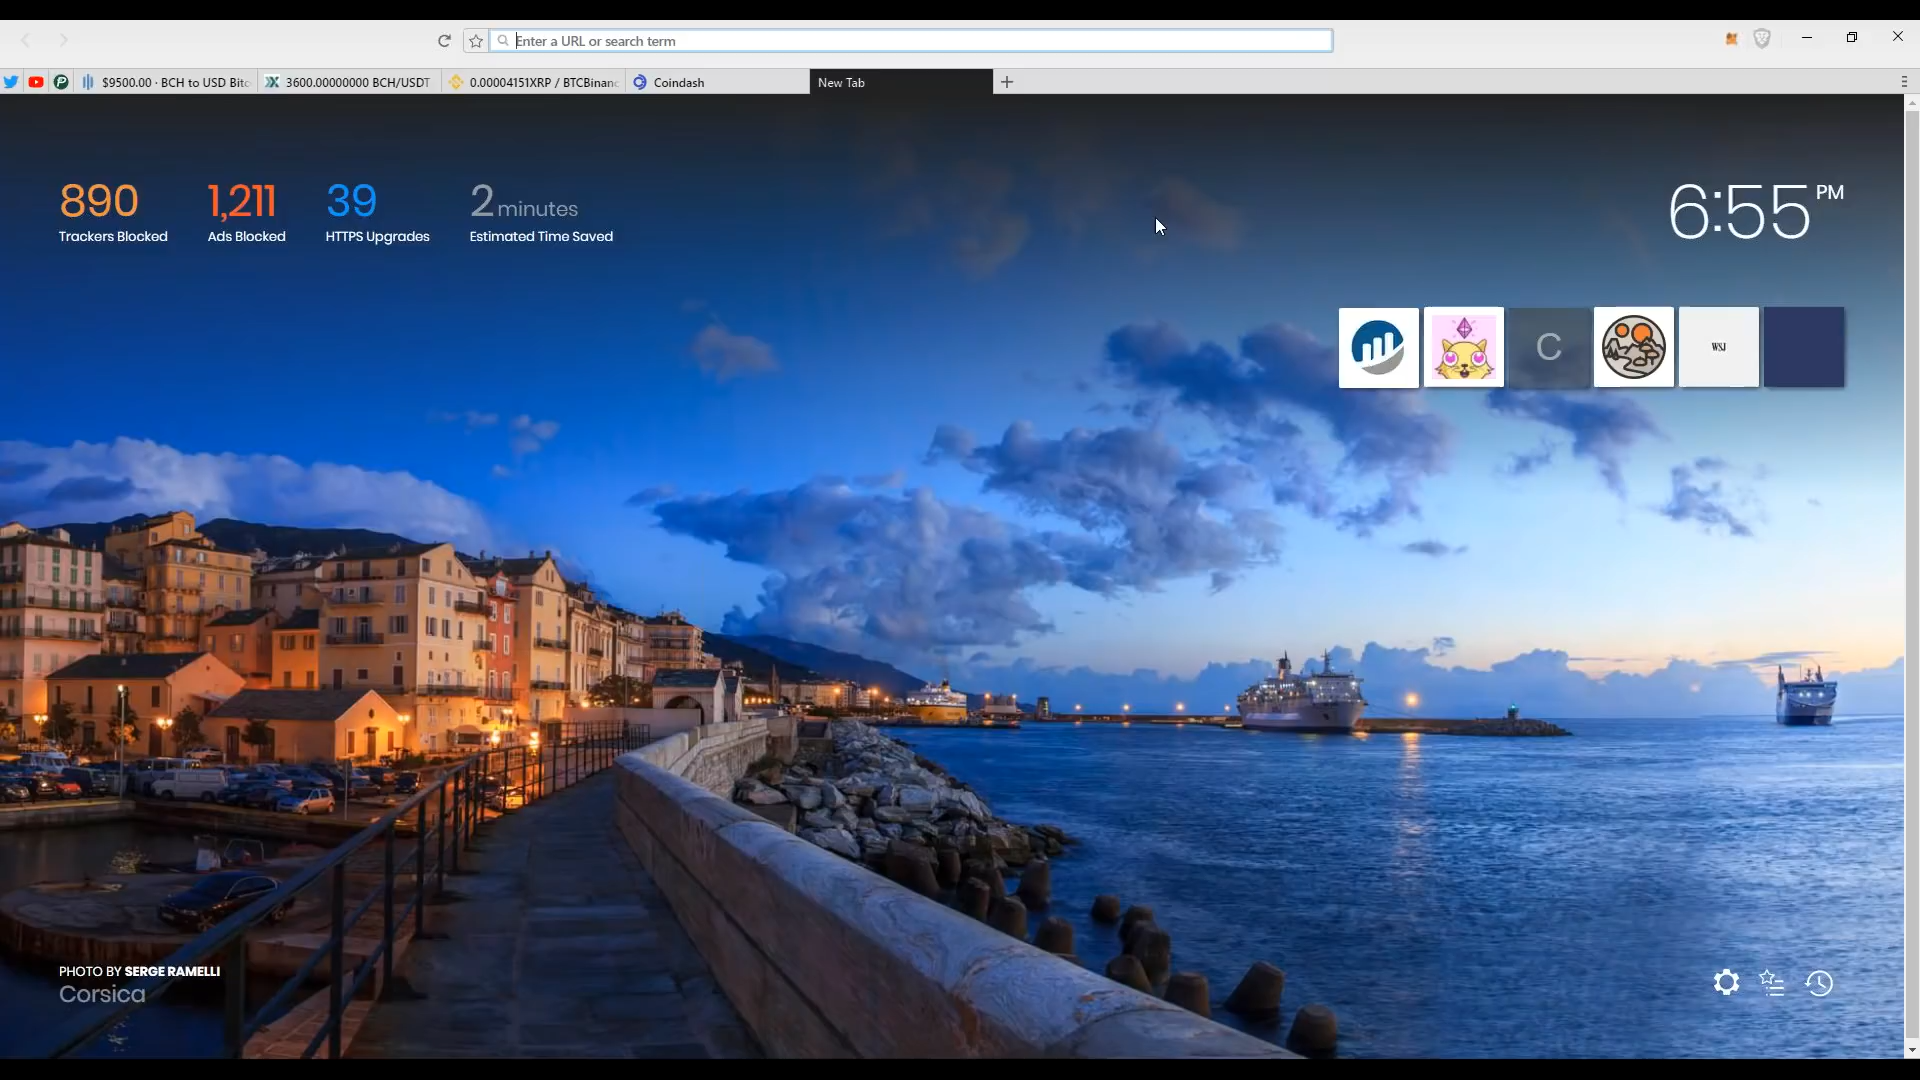 Enter a URL or search term
$9500.00 · BCH to USD Bitc
3600.00000000 BCH/USDT
0.00004151XRP / BTCBinanc
Coindash
New Tab
890
Trackers Blocked
1,211
Ads Blocked
39
HTTPS Upgrades
2 minutes
Estimated Time Saved
6:55 PM
C
WSJ
PHOTO BY SERGE RAMELLI
Corsica